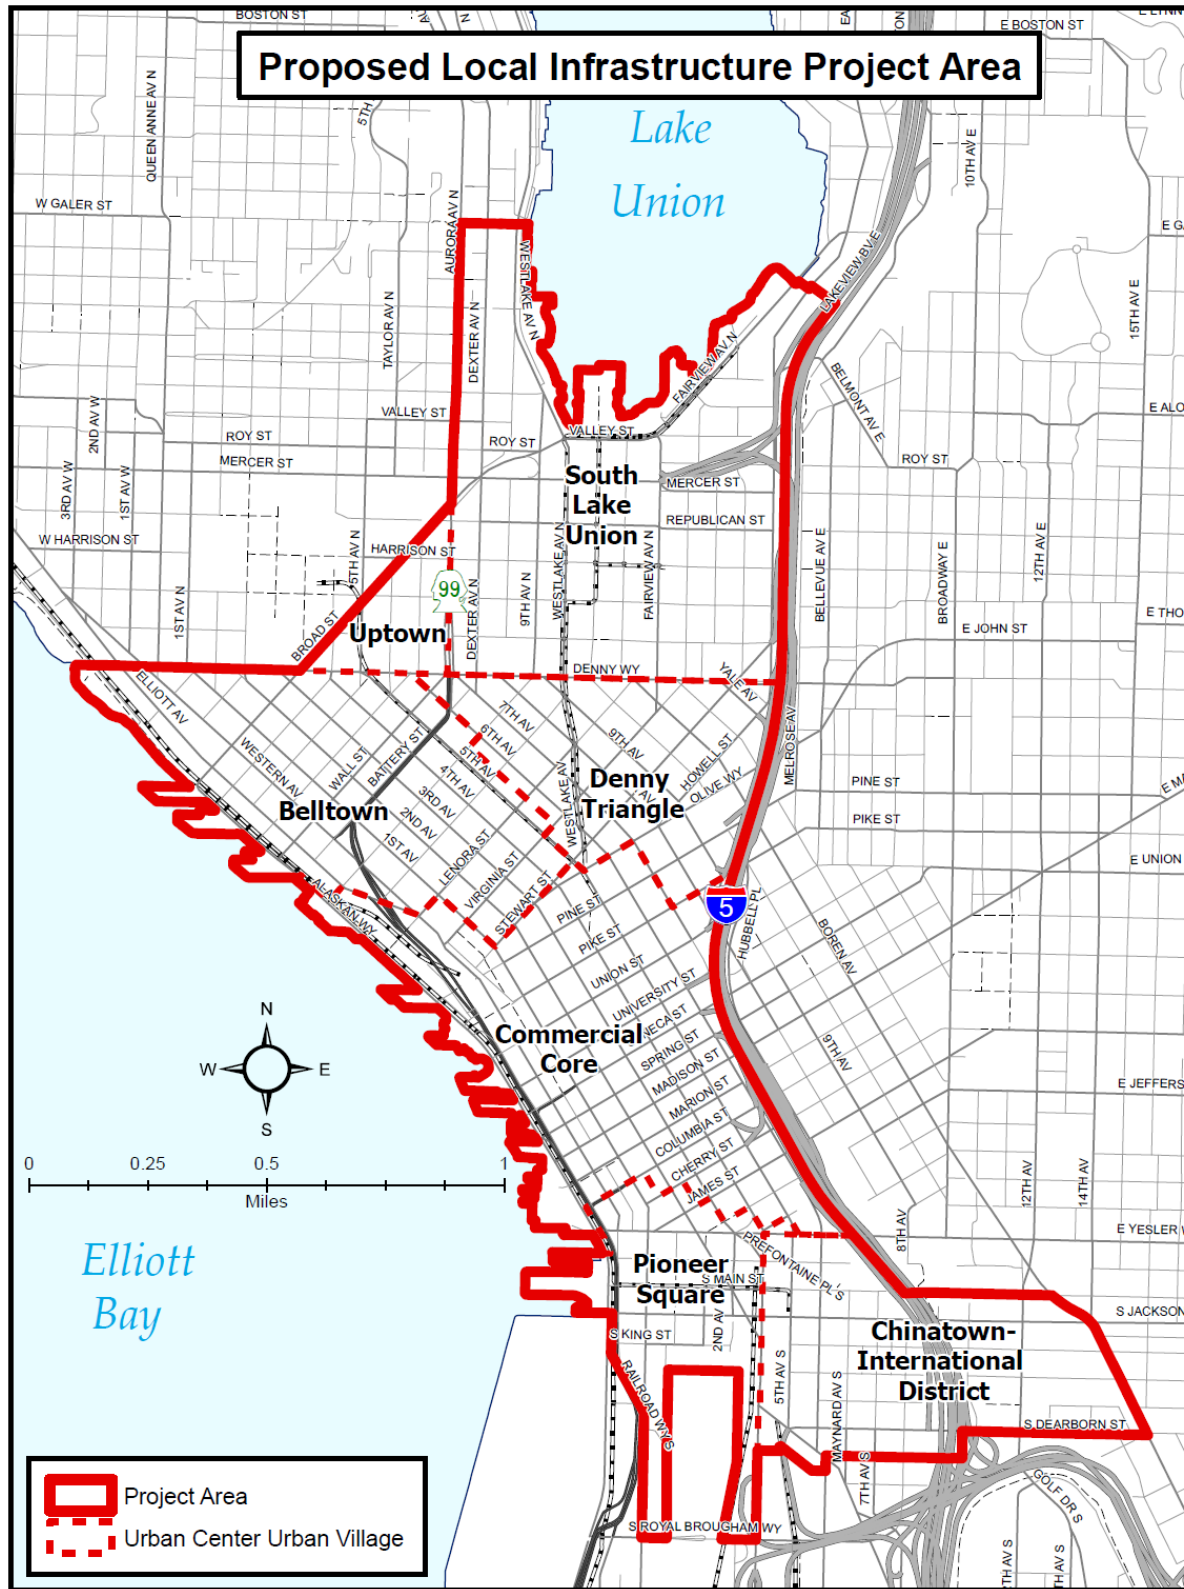 BOSTON ST
E BOSTON ST
Proposed Local Infrastructure Project Area
QUEEN ANNE AV N
5TH
10TH AV E
Lake
Union
W GALER ST
AURORA AV N
WESTLAKE AV N
LAKEVIEW BV E
E GA
15TH AV E
TAYLOR AV N
DEXTER AV N
FAIRVIEW AV N
BELMONT AV E
2ND AV W
VALLEY ST
E ALO
ROY ST
ROY ST
VALLEY ST
ROY ST
MERCER ST
South
Lake
Union
MERCER ST
3RD AV W
1ST AV W
REPUBLICAN ST
W HARRISON ST
HARRISON ST
5TH AV N
1ST AV N
99
DEXTER AV N
9TH AV N
WESTLAKE AV N
FAIRVIEW AV N
BELLEVUE AV E
BROADWAY E
12TH AV E
E THO
BROAD ST
Uptown
E JOHN ST
DENNY WY
YALE AV
ELLIOTT AV
7TH AV
6TH AV
5TH AV
4TH AV
3RD AV
2ND AV
1ST AV
9TH AV
HOWELL ST
OLIVE WY
MELROSE AV
WESTERN AV
WALL ST
BATTERY ST
Denny
Triangle
AV
PINE ST
E MA
Belltown
WESTLAKE AV
PIKE ST
LENORA ST
VIRGINIA ST
STEWART ST
E UNION
ALASKAN WY
PINE ST
PIKE ST
5
HUBBELL PL
BOREN AV
UNION ST
UNIVERSITY ST
NECA ST
SPRING ST
MADISON ST
MARION ST
COLUMBIA ST
CHERRY ST
JAMES ST
9TH AV
Commercial
Core
N
W
E
S
E JEFFERS
0
0.25
0.5
1
Miles
12TH AV
14TH AV
8TH AV
E YESLER W
Elliott
Bay
PREFONTAINE PL S
Pioneer
Square
S MAIN ST
S JACKSON
S KING ST
2ND AV
Chinatown-
International
District
5TH AV S
MAYNARD AV S
RAILROAD WY S
S DEARBORN ST
7TH AV S
GOLF DR S
S ROYAL BROUGHAM WY
TH AV S
TH AV S
Project Area
Urban Center Urban Village